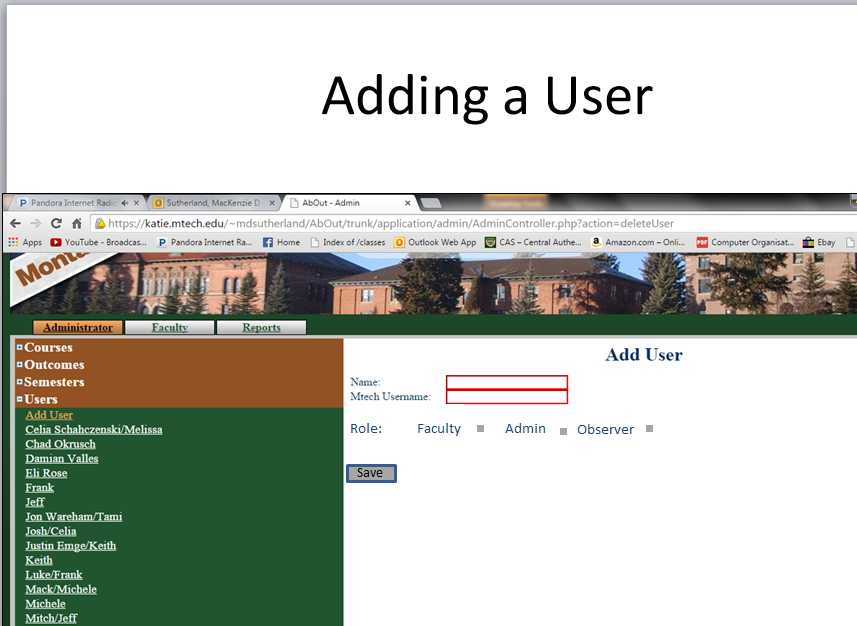 Adding a User
Pandora Internet Radio
Sutherland, MacKenzie D
AbOut - Admin
https://katie.mtech.edu/~mdsutherland/AbOut/trunk/application/admin/AdminController.php?action=deleteUser
Apps YouTube - Broadcas... Pandora Internet Ra... Home Index of /classes Outlook Web App CAS – Central Authe... Amazon.com – Onli... PDF Computer Organisat... Ebay
Administrator Faculty Reports
Courses
Outcomes
Semesters
Users
Add User
Celia Schahczenski/Melissa
Chad Okrusch
Damian Valles
Eli Rose
Frank
Jeff
Jon Wareham/Tami
Josh/Celia
Justin Emge/Keith
Keith
Luke/Frank
Mack/Michele
Michele
Mitch/Jeff
Add User
Name:
Mtech Username:
Role: Faculty Admin Observer
Save